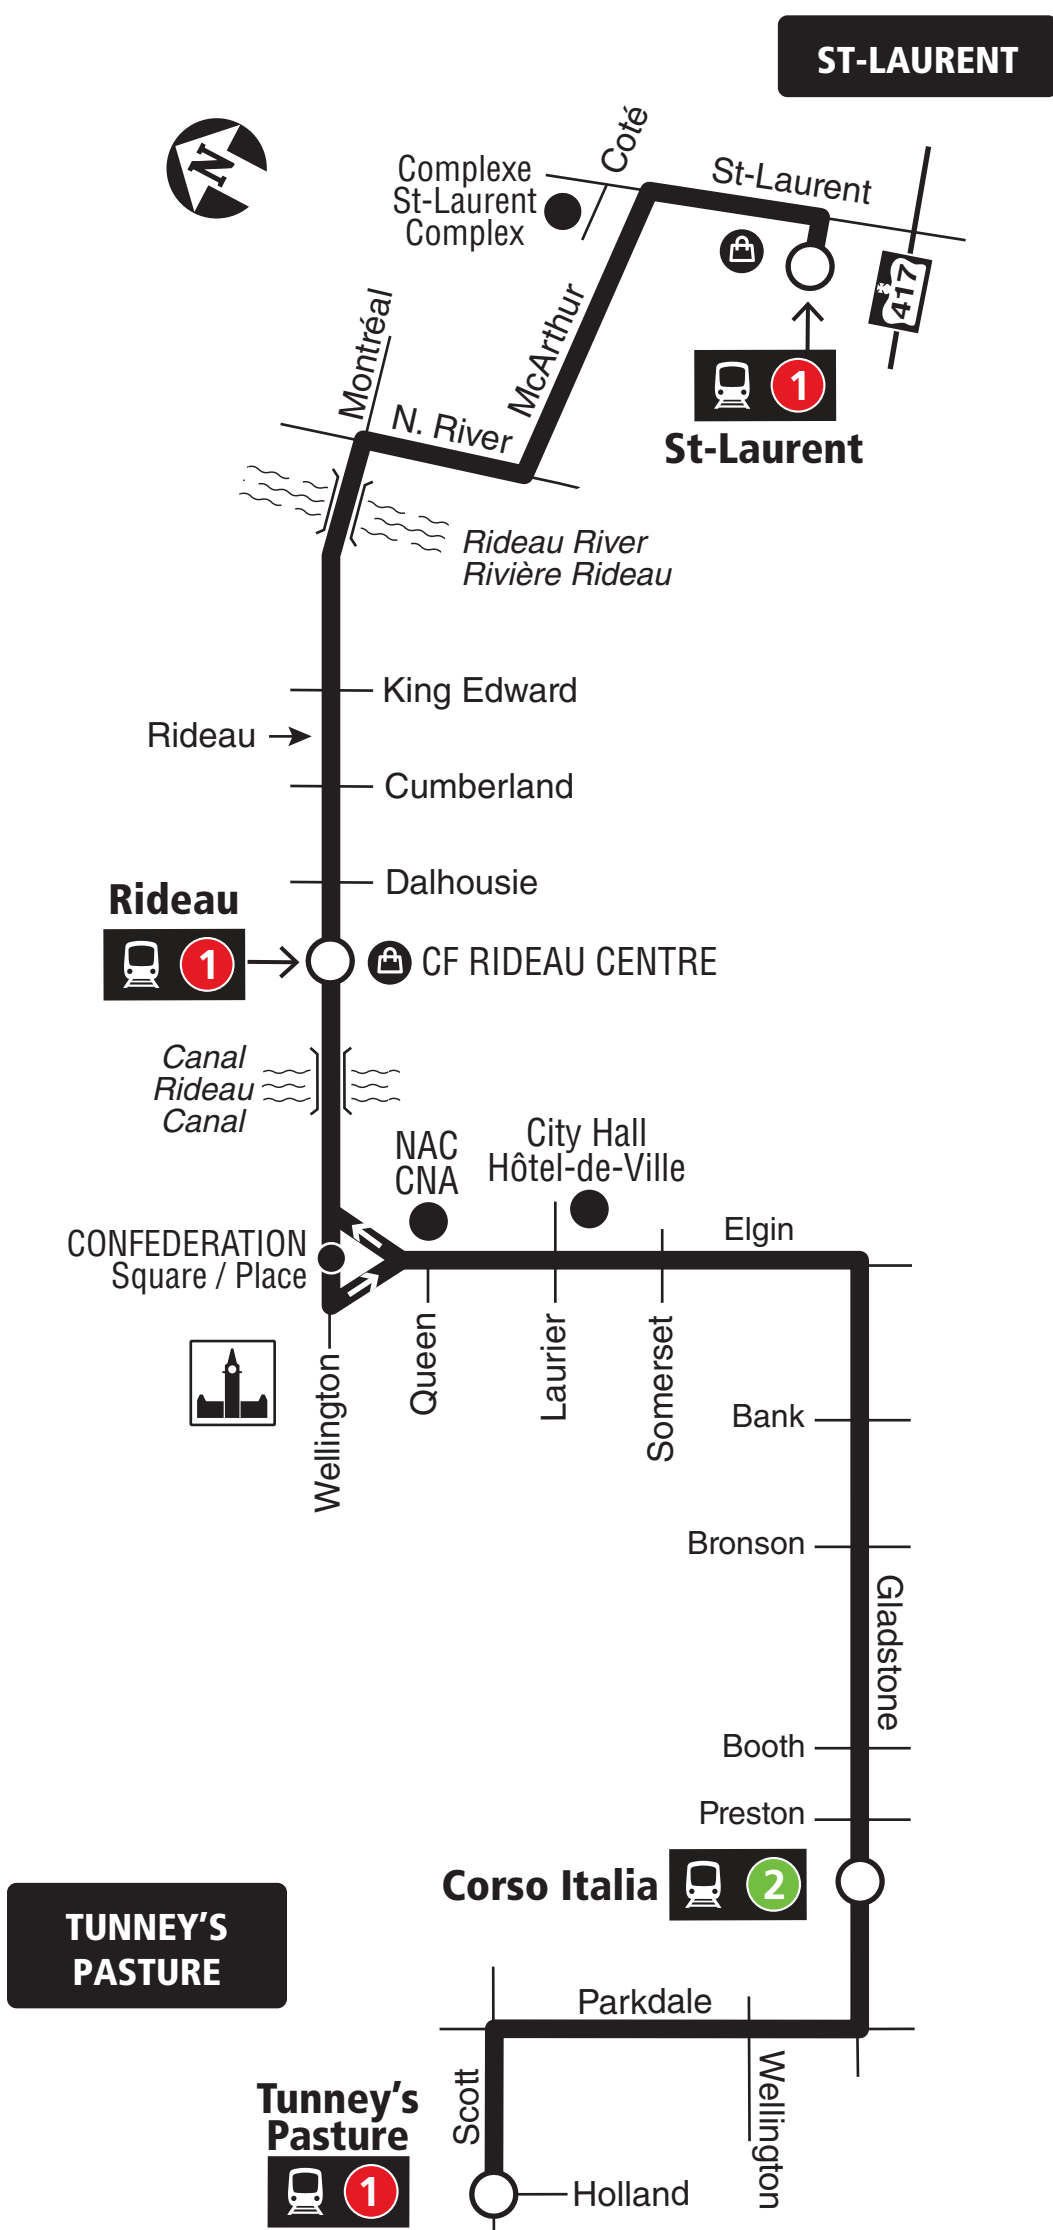 ST-LAURENT
N
Coté
Complexe
St-Laurent
Complex
St-Laurent
417
Montréal
McArthur
1
St-Laurent
N. River
Rideau River
Rivière Rideau
King Edward
Rideau
Cumberland
Dalhousie
Rideau
1
CF RIDEAU CENTRE
Canal
Rideau
Canal
NAC
CNA
City Hall
Hôtel-de-Ville
Elgin
CONFEDERATION
Square / Place
Wellington
Queen
Laurier
Somerset
Bank
Bronson
Gladstone
Booth
Preston
Corso Italia
2
TUNNEY'S
PASTURE
Parkdale
Scott
Wellington
Tunney's
Pasture
1
Holland